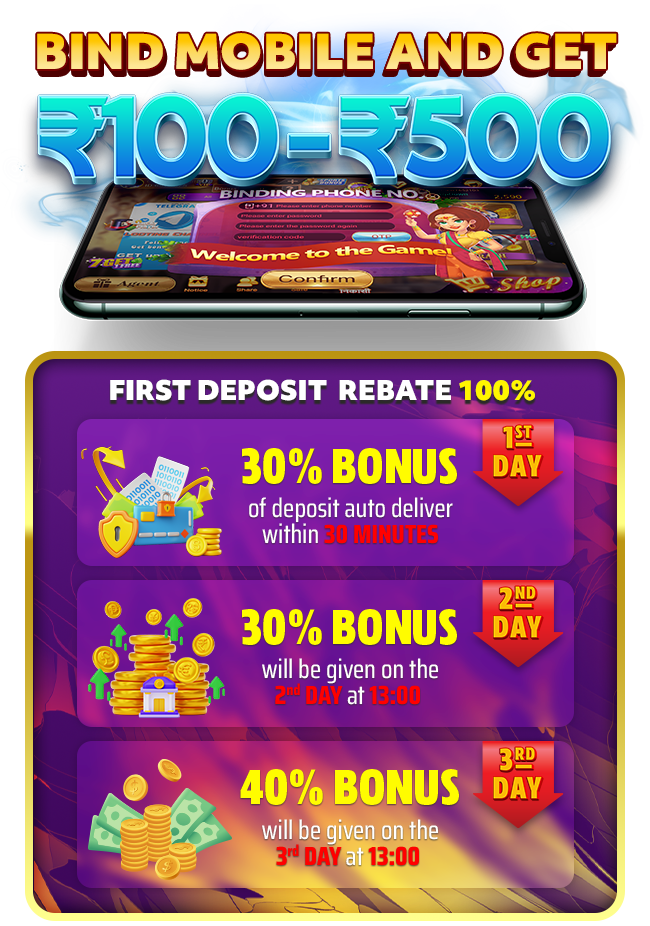 BIND MOBILE AND GET
₹100-₹500
BINDING PHONE NO.
+91 Please enter phone number
Please enter password
Please enter the password again
verification code OTP
Welcome to the Game!
Confirm
Agent
Notice
Share
Shop
FIRST DEPOSIT REBATE 100%
1ST
DAY
30% BONUS
of deposit auto deliver
within 30 MINUTES
2ND
DAY
30% BONUS
will be given on the
2nd DAY at 13:00
3RD
DAY
40% BONUS
will be given on the
3rd DAY at 13:00